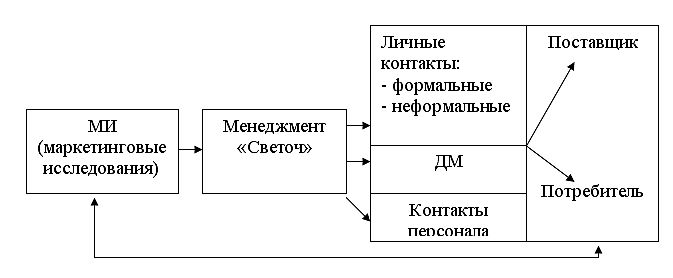 МИ
(маркетинговые
исследования)
Менеджмент
«Светоч»
Личные
контакты:
- формальные
- неформальные
ДМ
Контакты
персонала
Поставщик
Потребитель